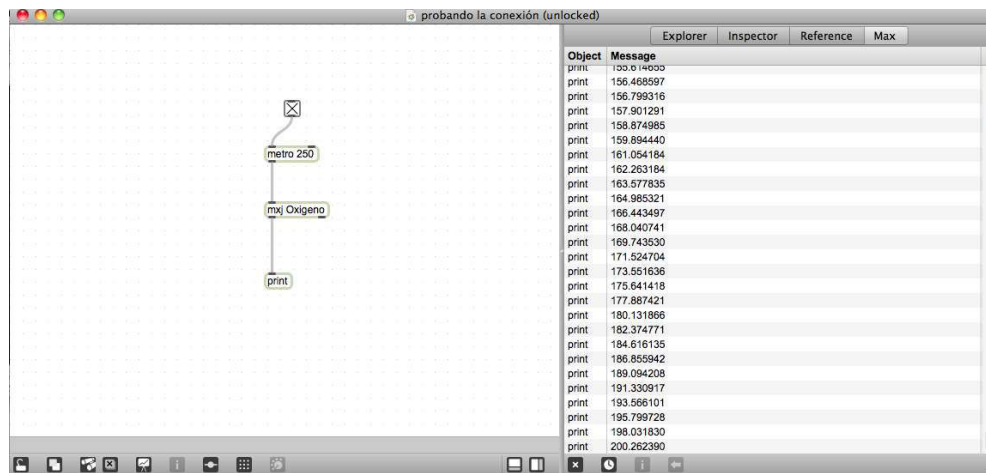 probando la conexión (unlocked)
metro 250
mxj Oxigeno
print
Explorer Inspector Reference Max
Object Message
print 155.614655
print 156.468597
print 156.799316
print 157.901291
print 158.874985
print 159.894440
print 161.054184
print 162.263184
print 163.577835
print 164.985321
print 166.443497
print 168.040741
print 169.743530
print 171.524704
print 173.551636
print 175.641418
print 177.887421
print 180.131866
print 182.374771
print 184.616135
print 186.855942
print 189.094208
print 191.330917
print 193.566101
print 195.799728
print 198.031830
print 200.262390